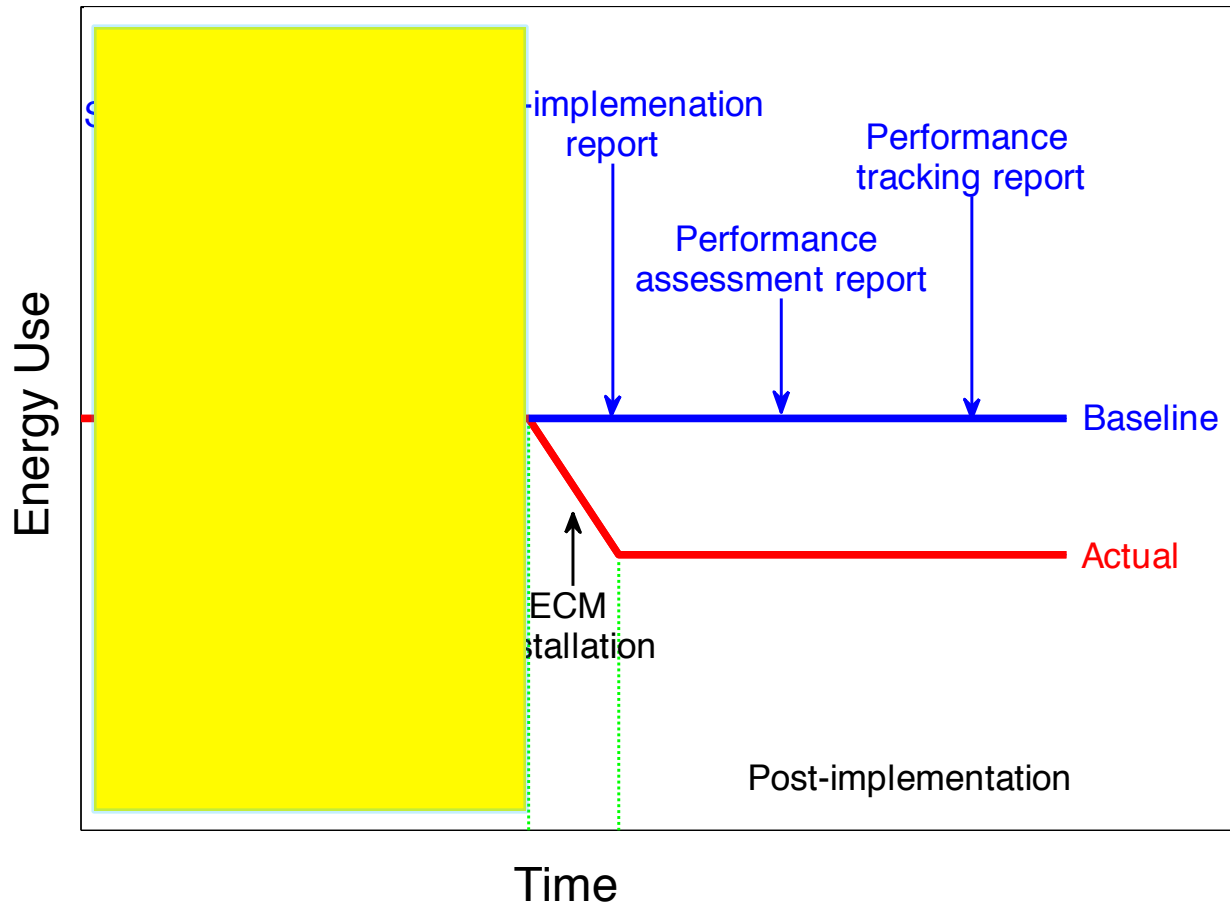 -implemenation
report
Performance
tracking report
Performance
assessment report
Energy Use
Baseline
Actual
ECM
stallation
Post-implementation
Time